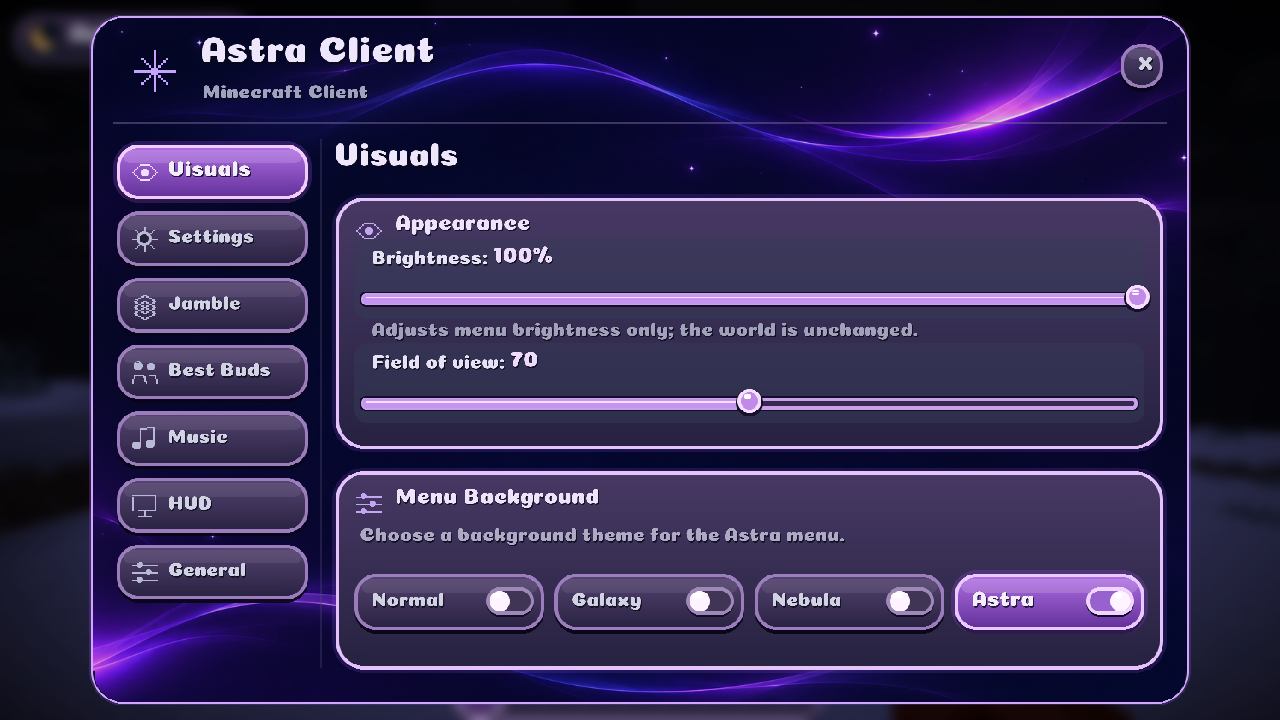 Astra Client
Minecraft Client
Visuals
Settings
Jamble
Best Buds
Music
HUD
General
Visuals
Appearance
Brightness: 100%
Adjusts menu brightness only; the world is unchanged.
Field of view: 70
Menu Background
Choose a background theme for the Astra menu.
Normal
Galaxy
Nebula
Astra